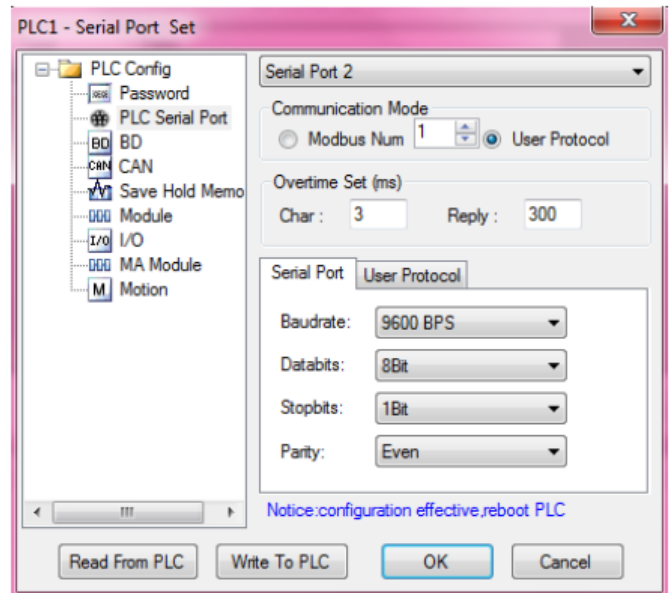 PLC1 - Serial Port Set
PLC Config
Password
PLC Serial Port
BD BD
CAN CAN
Save Hold Memo
Module
I/O I/O
MA Module
M Motion
Serial Port 2
Communication Mode
Modbus Num 1 User Protocol
Overtime Set (ms)
Char : 3 Reply : 300
Serial Port User Protocol
Baudrate: 9600 BPS
Databits: 8Bit
Stopbits: 1Bit
Parity: Even
Notice:configuration effective,reboot PLC
Read From PLC Write To PLC OK Cancel